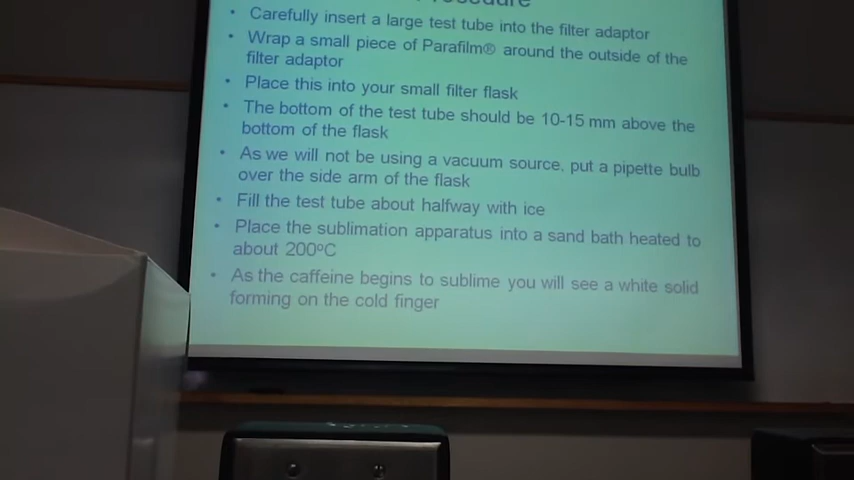 • Carefully insert a large test tube into the filter adaptor
• Wrap a small piece of Parafilm® around the outside of the
filter adaptor
• Place this into your small filter flask
• The bottom of the test tube should be 10-15 mm above the
bottom of the flask
• As we will not be using a vacuum source, put a pipette bulb
over the side arm of the flask
• Fill the test tube about halfway with ice
• Place the sublimation apparatus into a sand bath heated to
about 200ºC
• As the caffeine begins to sublime you will see a white solid
forming on the cold finger